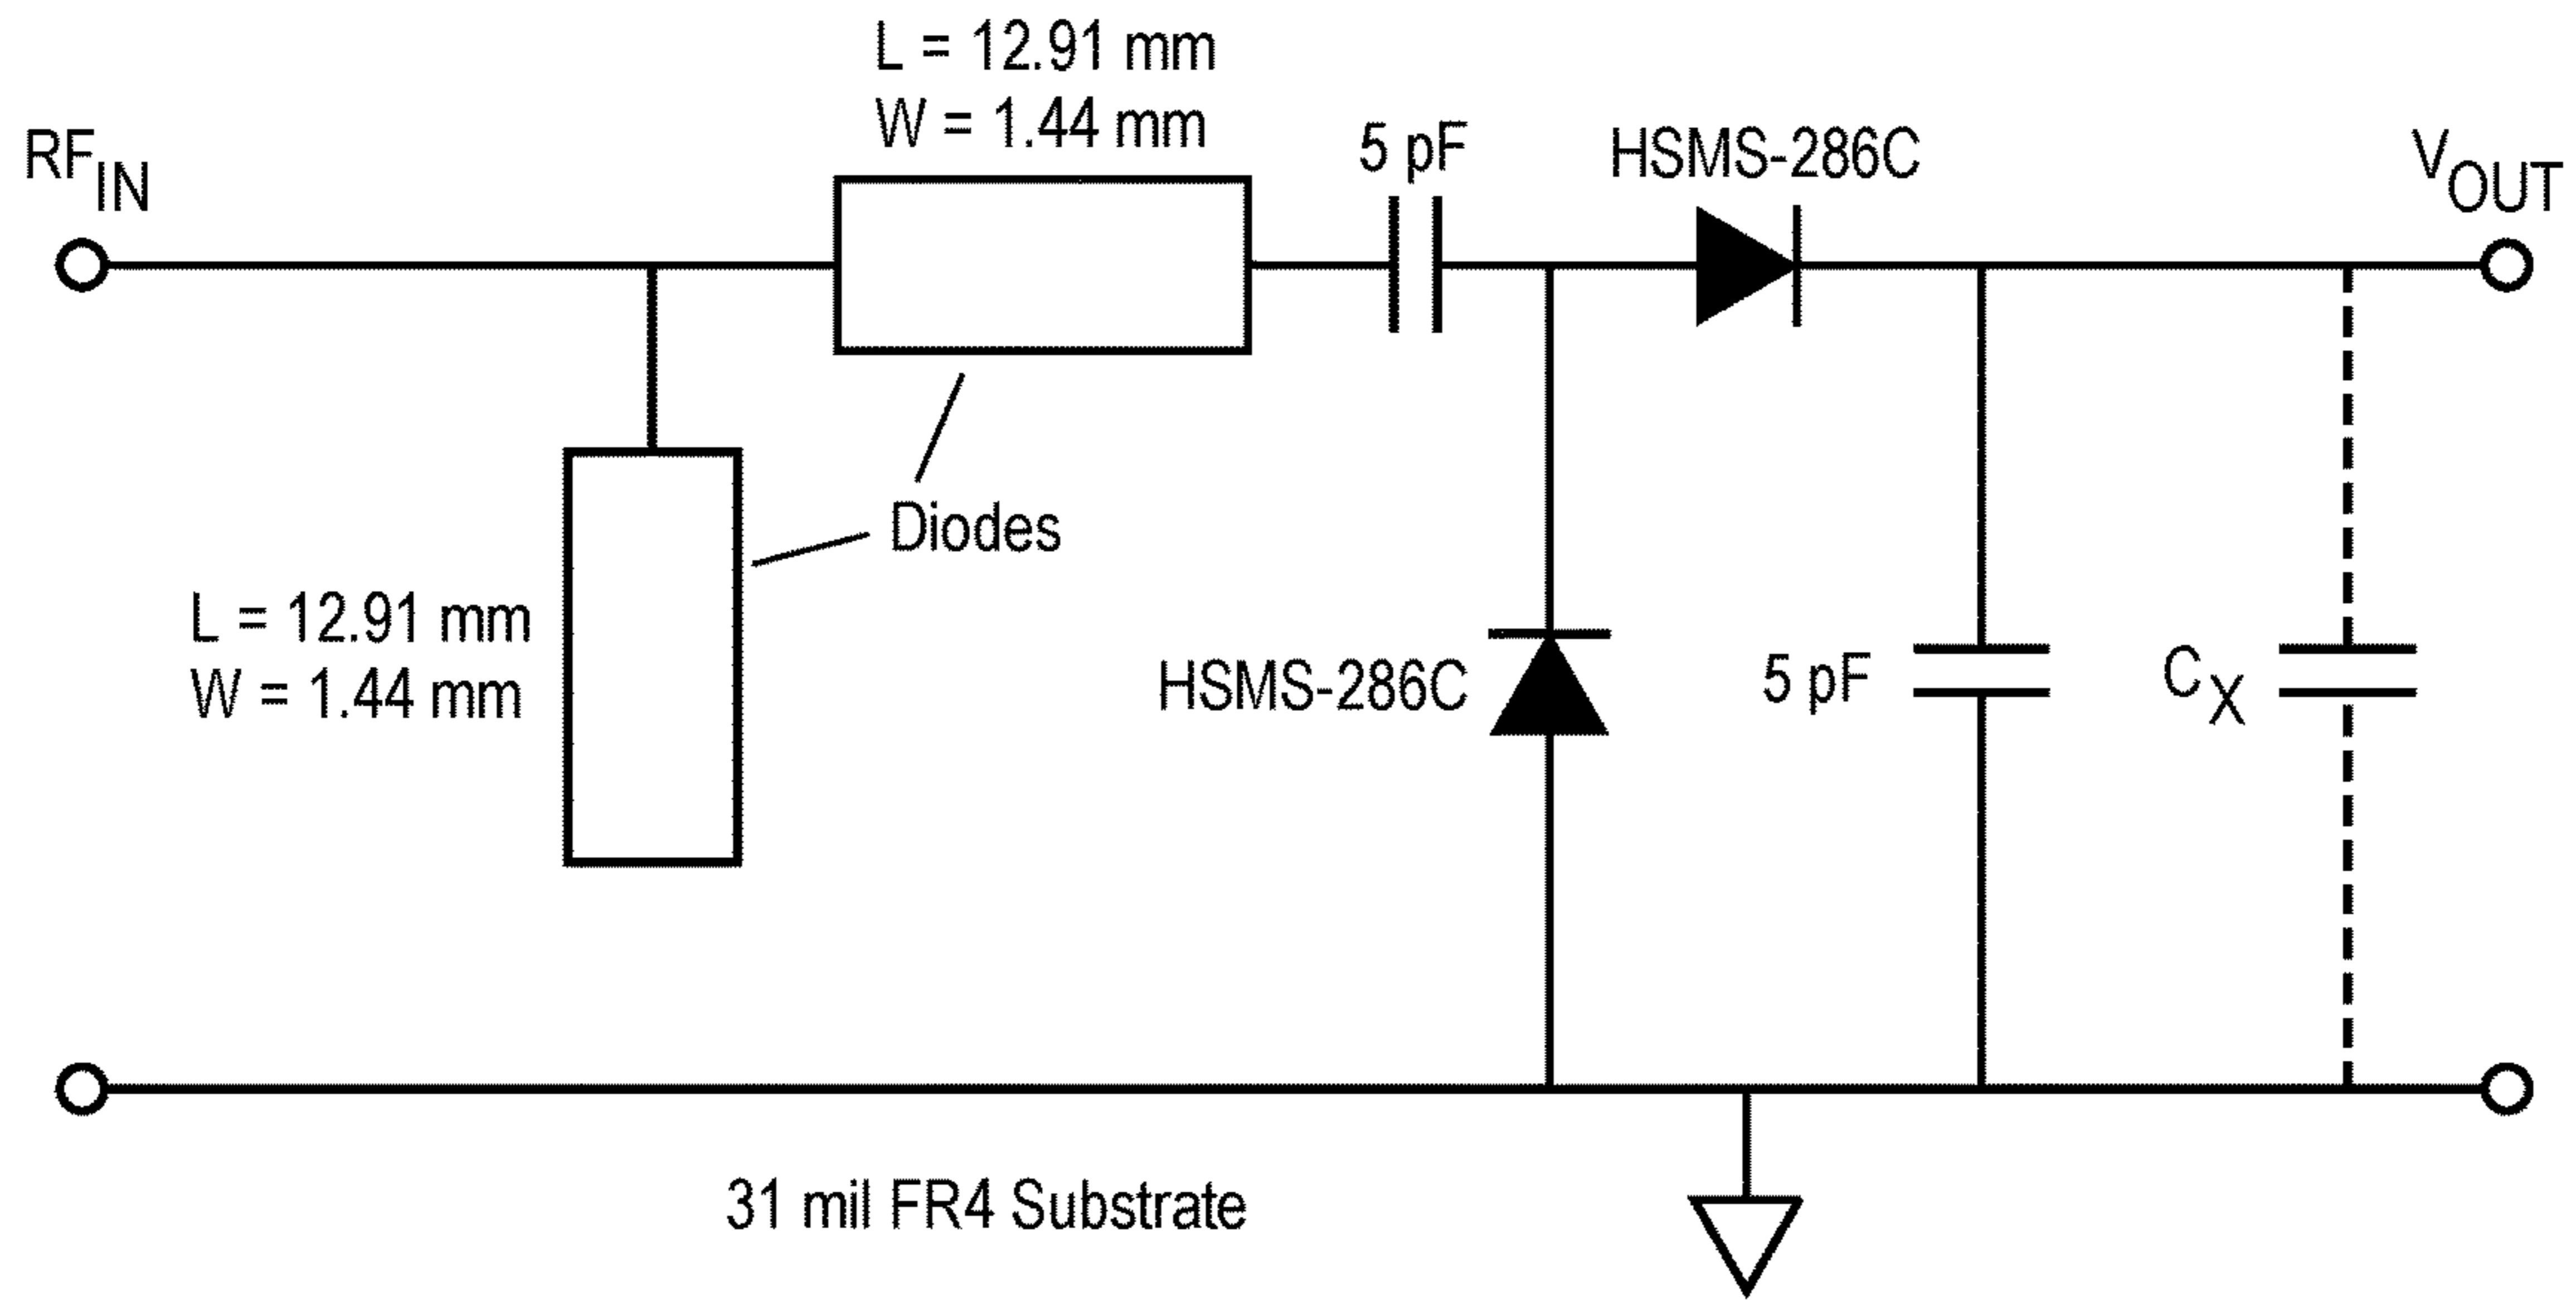 L = 12.91 mm
W = 1.44 mm
RFIN
5 pF
HSMS-286C
VOUT
Diodes
L = 12.91 mm
W = 1.44 mm
HSMS-286C
5 pF
CX
31 mil FR4 Substrate